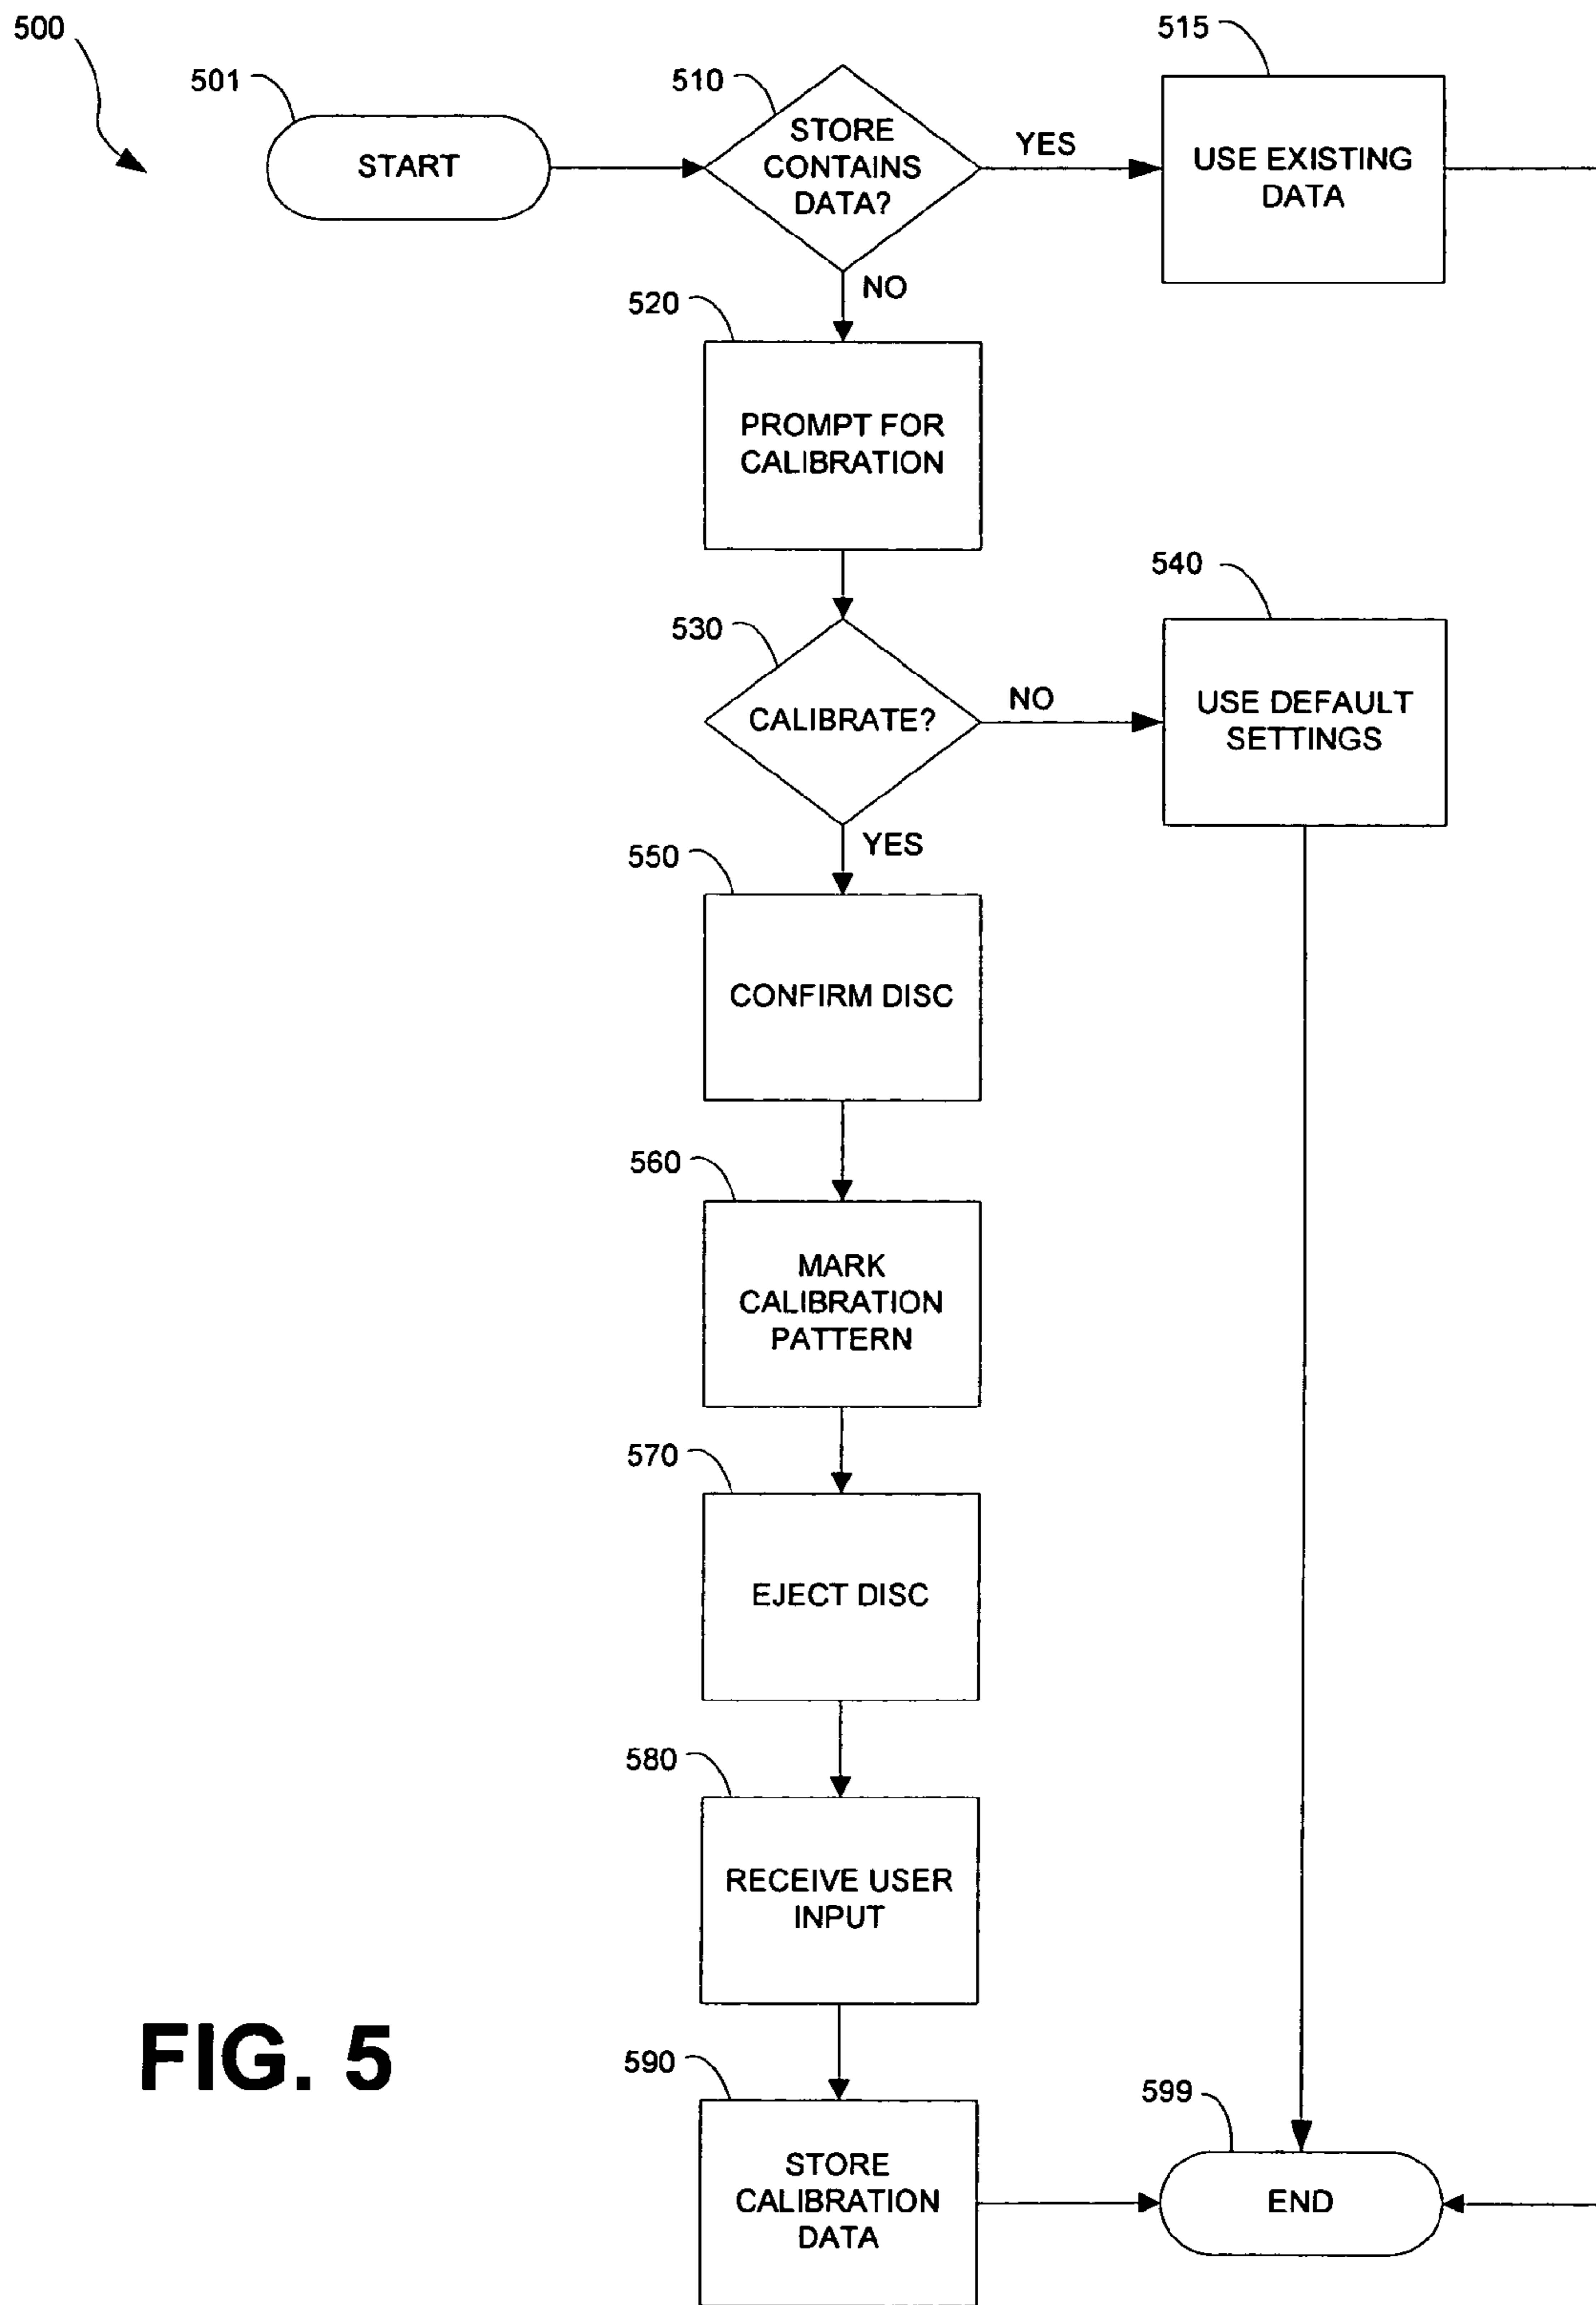 500
501
START
510
STORE
CONTAINS
DATA?
YES
515
USE EXISTING
DATA
NO
520
PROMPT FOR
CALIBRATION
530
CALIBRATE?
NO
540
USE DEFAULT
SETTINGS
YES
550
CONFIRM DISC
560
MARK
CALIBRATION
PATTERN
570
EJECT DISC
580
RECEIVE USER
INPUT
590
STORE
CALIBRATION
DATA
599
END
FIG. 5